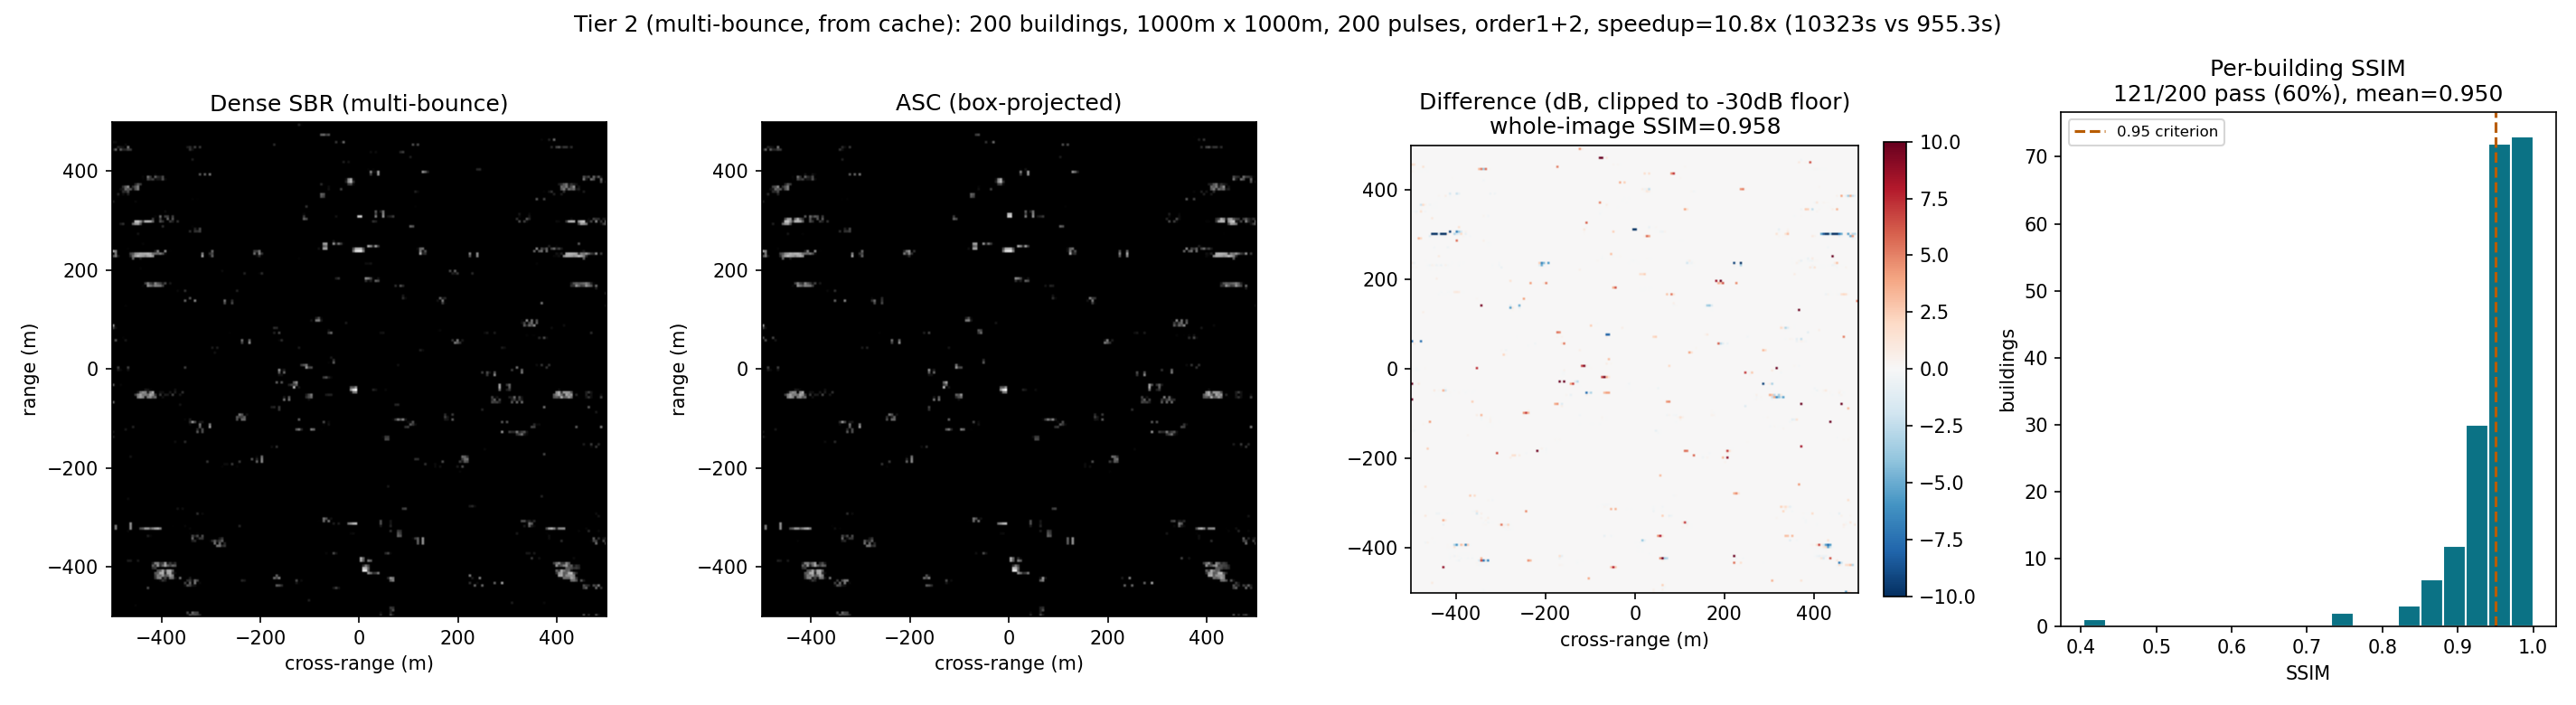 Tier 2 (multi-bounce, from cache): 200 buildings, 1000m x 1000m, 200 pulses, order1+2, speedup=10.8x (10323s vs 955.3s)
Dense SBR (multi-bounce)
400
200
0
−200
−400
range (m)
−400 −200 0 200 400
cross-range (m)
ASC (box-projected)
400
200
0
−200
−400
range (m)
−400 −200 0 200 400
cross-range (m)
Difference (dB, clipped to -30dB floor)
whole-image SSIM=0.958
400
200
0
−200
−400
−400 −200 0 200 400
cross-range (m)
10.0
7.5
5.0
2.5
0.0
−2.5
−5.0
−7.5
−10.0
Per-building SSIM
121/200 pass (60%), mean=0.950
0.95 criterion
70
60
50
40
30
20
10
0
buildings
0.4 0.5 0.6 0.7 0.8 0.9 1.0
SSIM